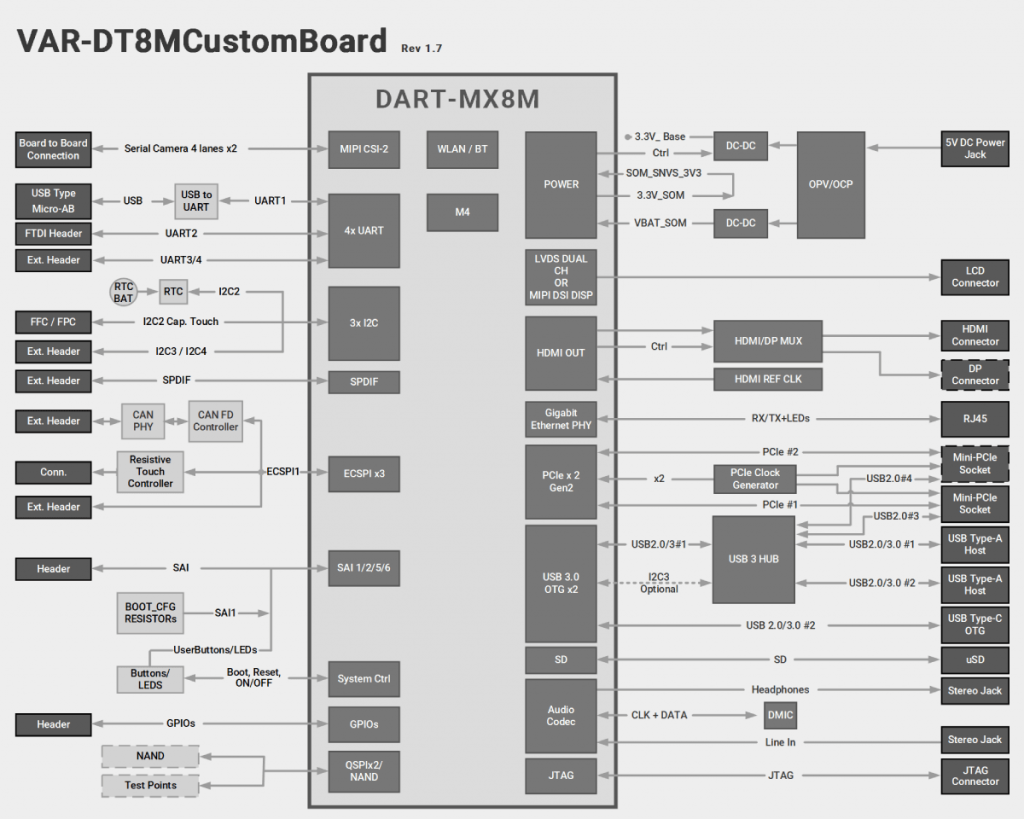 VAR-DT8MCustomBoard Rev 1.7
DART-MX8M
Board to Board
Connection
Serial Camera 4 lanes x2
MIPI CSI-2
WLAN / BT
USB Type
Micro-AB
USB
USB to
UART
UART1
4x UART
M4
FTDI Header
UART2
Ext. Header
UART3/4
RTC
BAT
RTC
I2C2
3x I2C
FFC / FPC
I2C2 Cap. Touch
Ext. Header
I2C3 / I2C4
Ext. Header
SPDIF
SPDIF
Ext. Header
CAN
PHY
CAN FD
Controller
Conn.
Resistive
Touch
Controller
ECSPI1
ECSPI x3
Ext. Header
Header
SAI
SAI 1/2/5/6
BOOT_CFG
RESISTORs
SAI1
UserButtons/LEDs
Buttons/
LEDS
Boot, Reset,
ON/OFF
System Ctrl
Header
GPIOs
GPIOs
NAND
Test Points
QSPIx2/
NAND
POWER
3.3V_ Base
Ctrl
SOM_SNVS_3V3
3.3V_SOM
VBAT_SOM
DC-DC
DC-DC
OPV/OCP
5V DC Power
Jack
LVDS DUAL
CH
OR
MIPI DSI DISP
LCD
Connector
HDMI OUT
Ctrl
HDMI/DP MUX
HDMI REF CLK
HDMI
Connector
DP
Connector
Gigabit
Ethernet PHY
RX/TX+LEDs
RJ45
PCIe x 2
Gen2
PCIe #2
x2
PCIe Clock
Generator
PCIe #1
USB2.0#4
USB2.0#3
Mini-PCIe
Socket
Mini-PCIe
Socket
USB 3.0
OTG x2
USB2.0/3#1
I2C3
Optional
USB 3 HUB
USB2.0/3.0 #1
USB Type-A
Host
USB2.0/3.0 #2
USB Type-A
Host
USB 2.0/3.0 #2
USB Type-C
OTG
SD
SD
uSD
Audio
Codec
Headphones
Stereo Jack
CLK + DATA
DMIC
Line In
Stereo Jack
JTAG
JTAG
JTAG
Connector